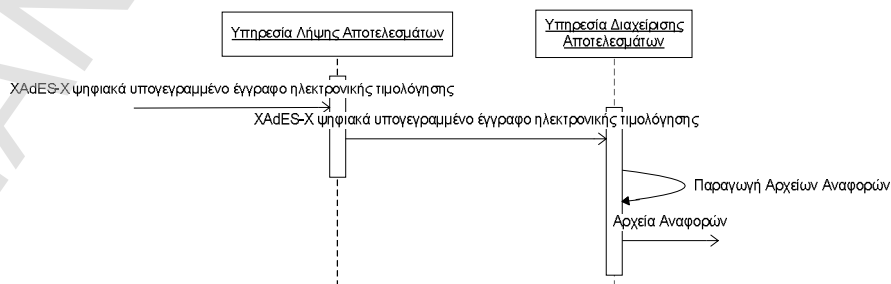 Υπηρεσία Λήψης Αποτελεσμάτων
Υπηρεσία Διαχείρισης
Αποτελεσμάτων
XAdES-X ψηφιακά υπογεγραμμένο έγγραφο ηλεκτρονικής τιμολόγησης
XAdES-X ψηφιακά υπογεγραμμένο έγγραφο ηλεκτρονικής τιμολόγησης
Παραγωγή Αρχείων Αναφορών
Αρχεία Αναφορών